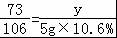 73/106 = y/5g×10.6%